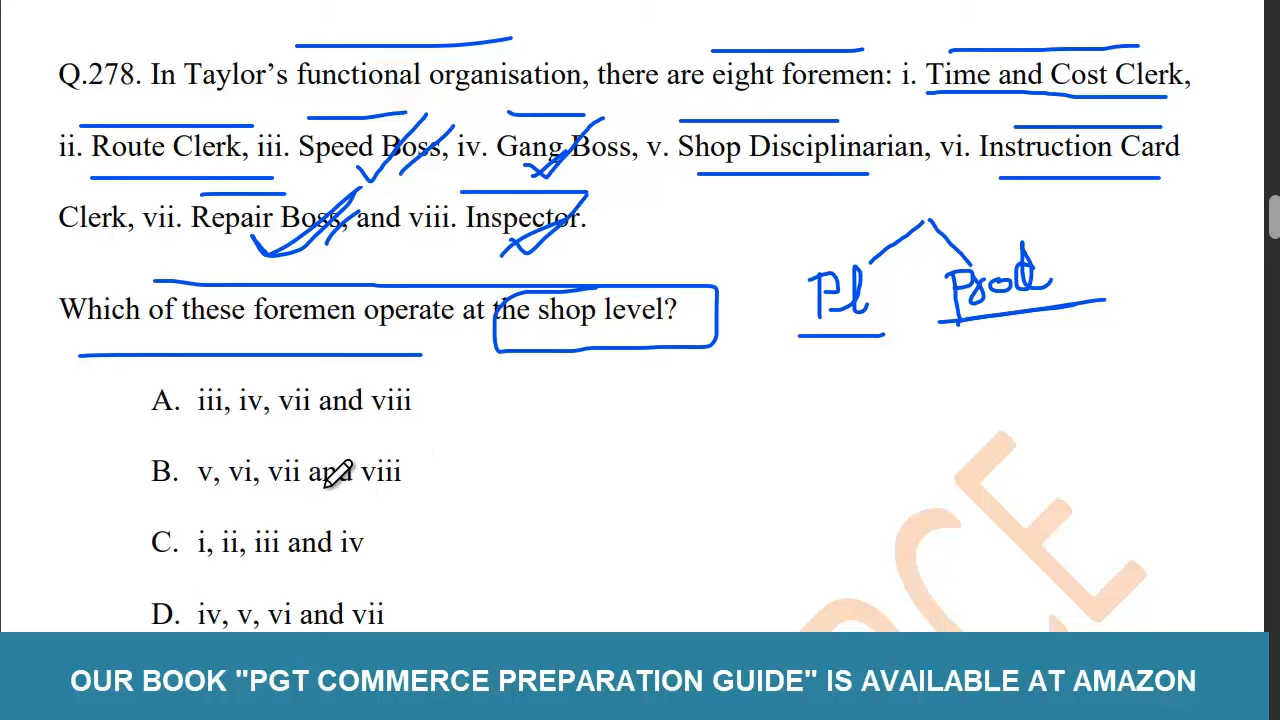 Q.278. In Taylor’s functional organisation, there are eight foremen: i. Time and Cost Clerk,
ii. Route Clerk, iii. Speed Boss, iv. Gang Boss, v. Shop Disciplinarian, vi. Instruction Card
Clerk, vii. Repair Boss, and viii. Inspector.
Pl Prod
Which of these foremen operate at the shop level?
A. iii, iv, vii and viii
B. v, vi, vii and viii
C. i, ii, iii and iv
D. iv, v, vi and vii
OUR BOOK "PGT COMMERCE PREPARATION GUIDE" IS AVAILABLE AT AMAZON